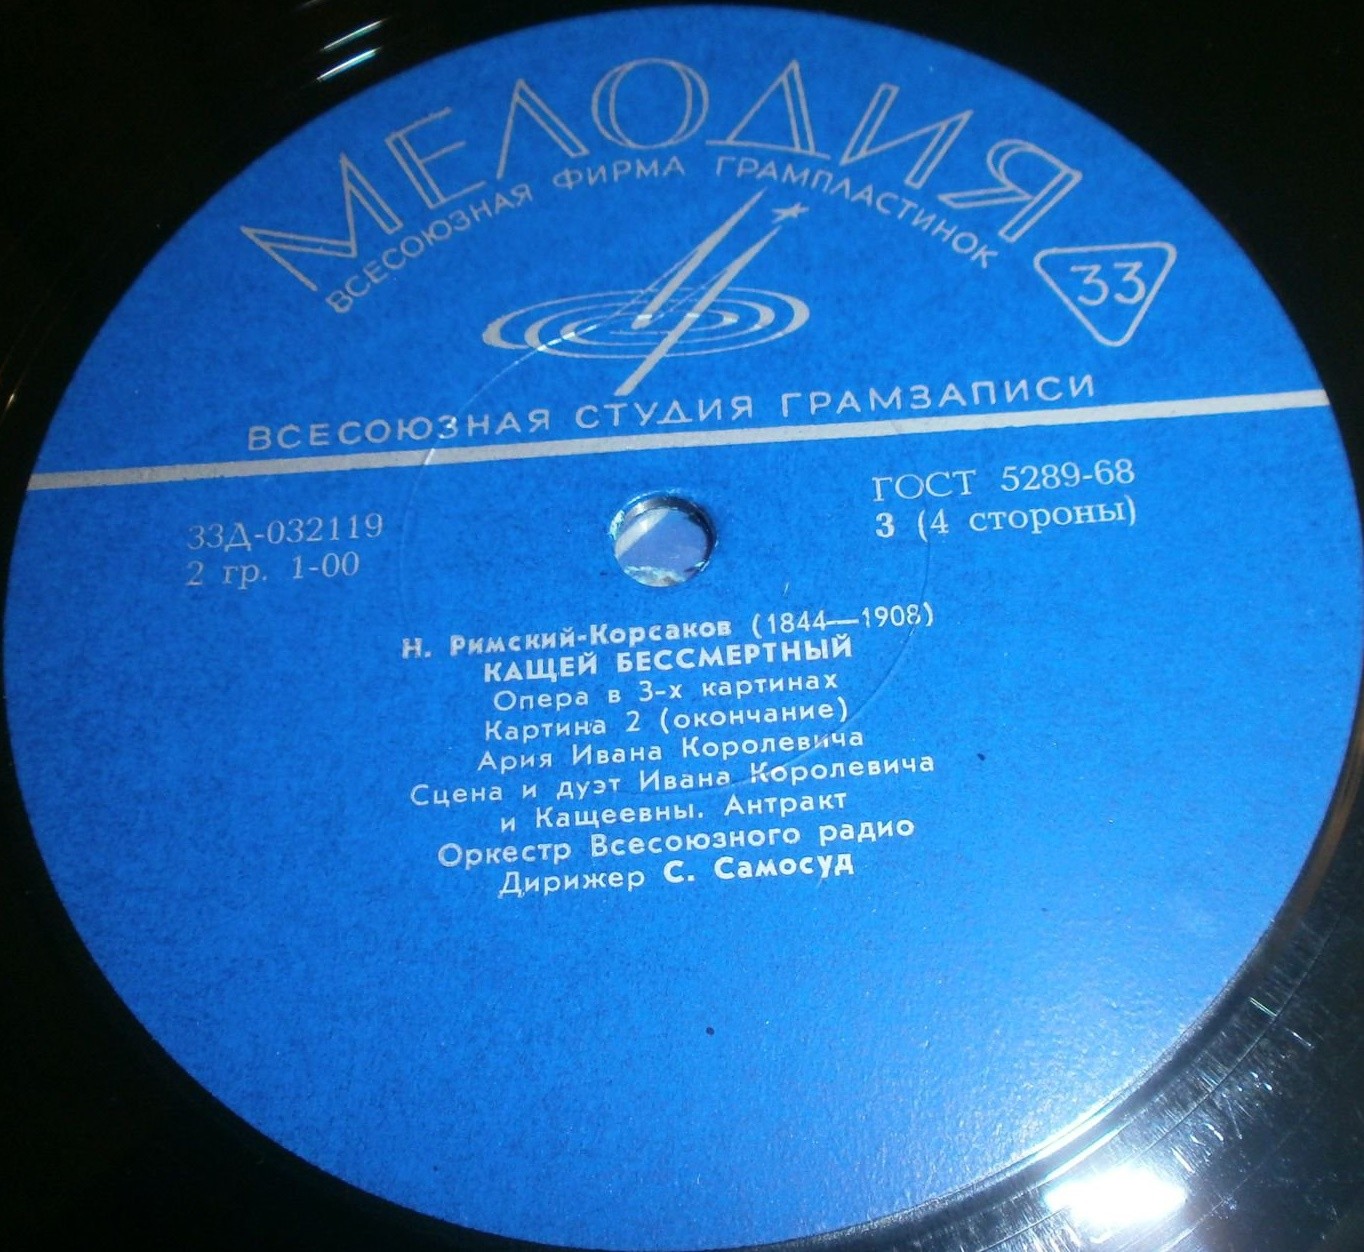 МЕЛОДИЯ
ВСЕСОЮЗНАЯ ФИРМА ГРАМПЛАСТИНОК
33
ВСЕСОЮЗНАЯ СТУДИЯ ГРАМЗАПИСИ
33Д-032119
2 гр. 1-00
ГОСТ 5289-68
3 (4 стороны)
Н. Римский-Корсаков (1844—1908)
КАЩЕЙ БЕССМЕРТНЫЙ
Опера в 3-х картинах
Картина 2 (окончание)
Ария Ивана Королевича
Сцена и дуэт Ивана Королевича
и Кащеевны. Антракт
Оркестр Всесоюзного радио
Дирижер С. Самосуд